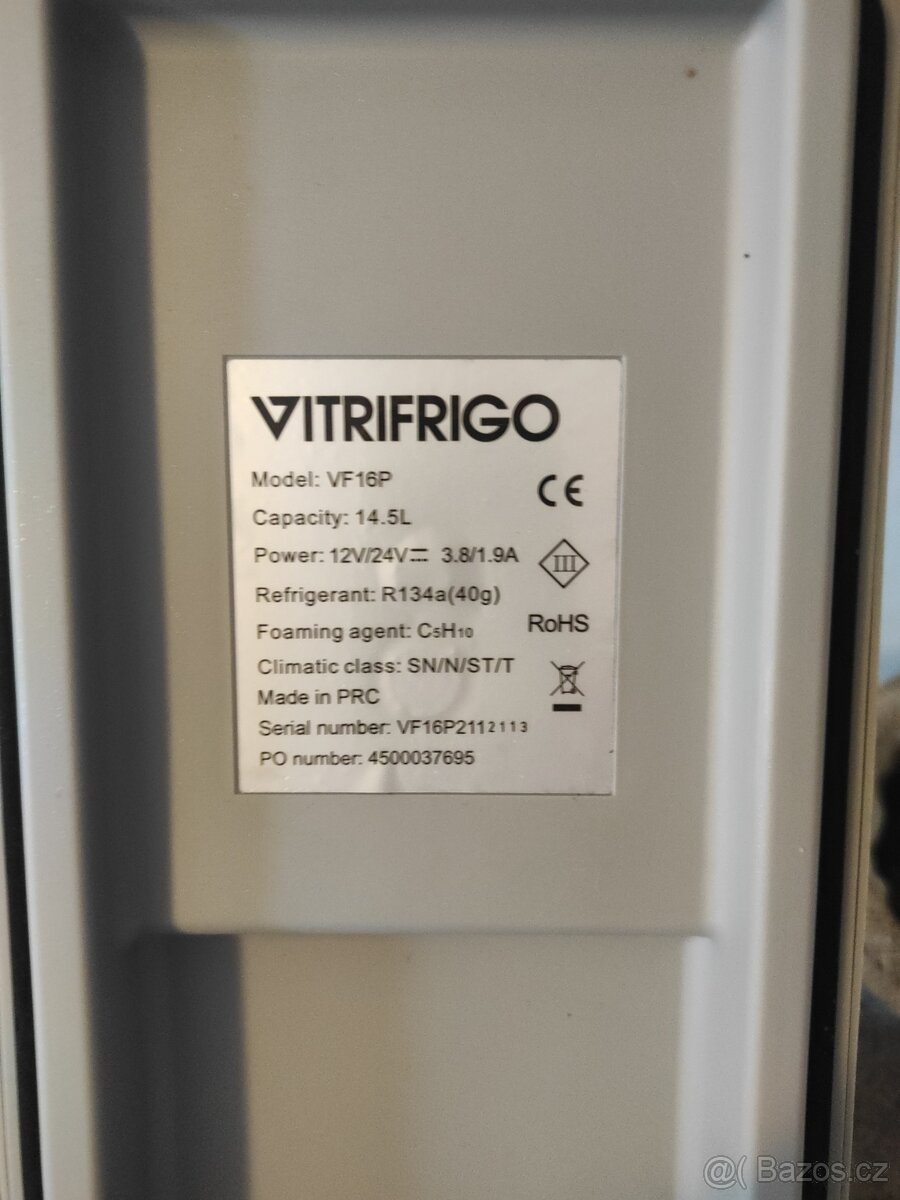 VITRIFRIGO
Model: VF16P
CE
Capacity: 14.5L
Power: 12V/24V⎓ 3.8/1.9A
III
Refrigerant: R134a(40g)
Foaming agent: C₅H₁₀
RoHS
Climatic class: SN/N/ST/T
Made in PRC
Serial number: VF16P2112113
PO number: 4500037695
@( Bazos.cz